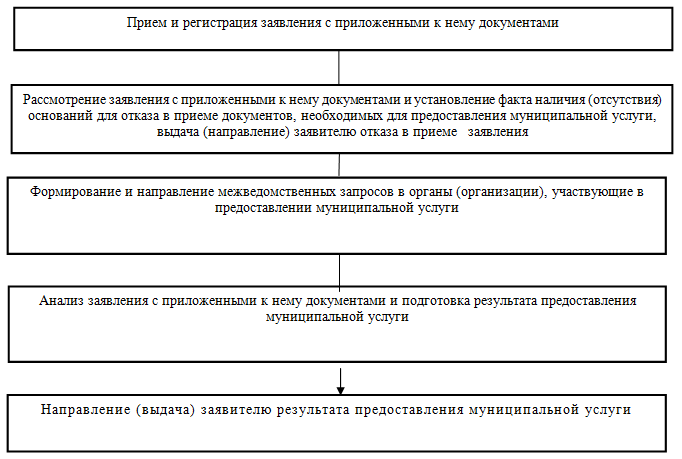 Прием и регистрация заявления с приложенными к нему документами
Рассмотрение заявления с приложенными к нему документами и установление факта наличия (отсутствия)
оснований для отказа в приеме документов, необходимых для предоставления муниципальной услуги,
выдача (направление) заявителю отказа в приеме заявления
Формирование и направление межведомственных запросов в органы (организации), участвующие в
предоставлении муниципальной услуги
Анализ заявления с приложенными к нему документами и подготовка результата предоставления
муниципальной услуги
Направление (выдача) заявителю результата предоставления муниципальной услуги